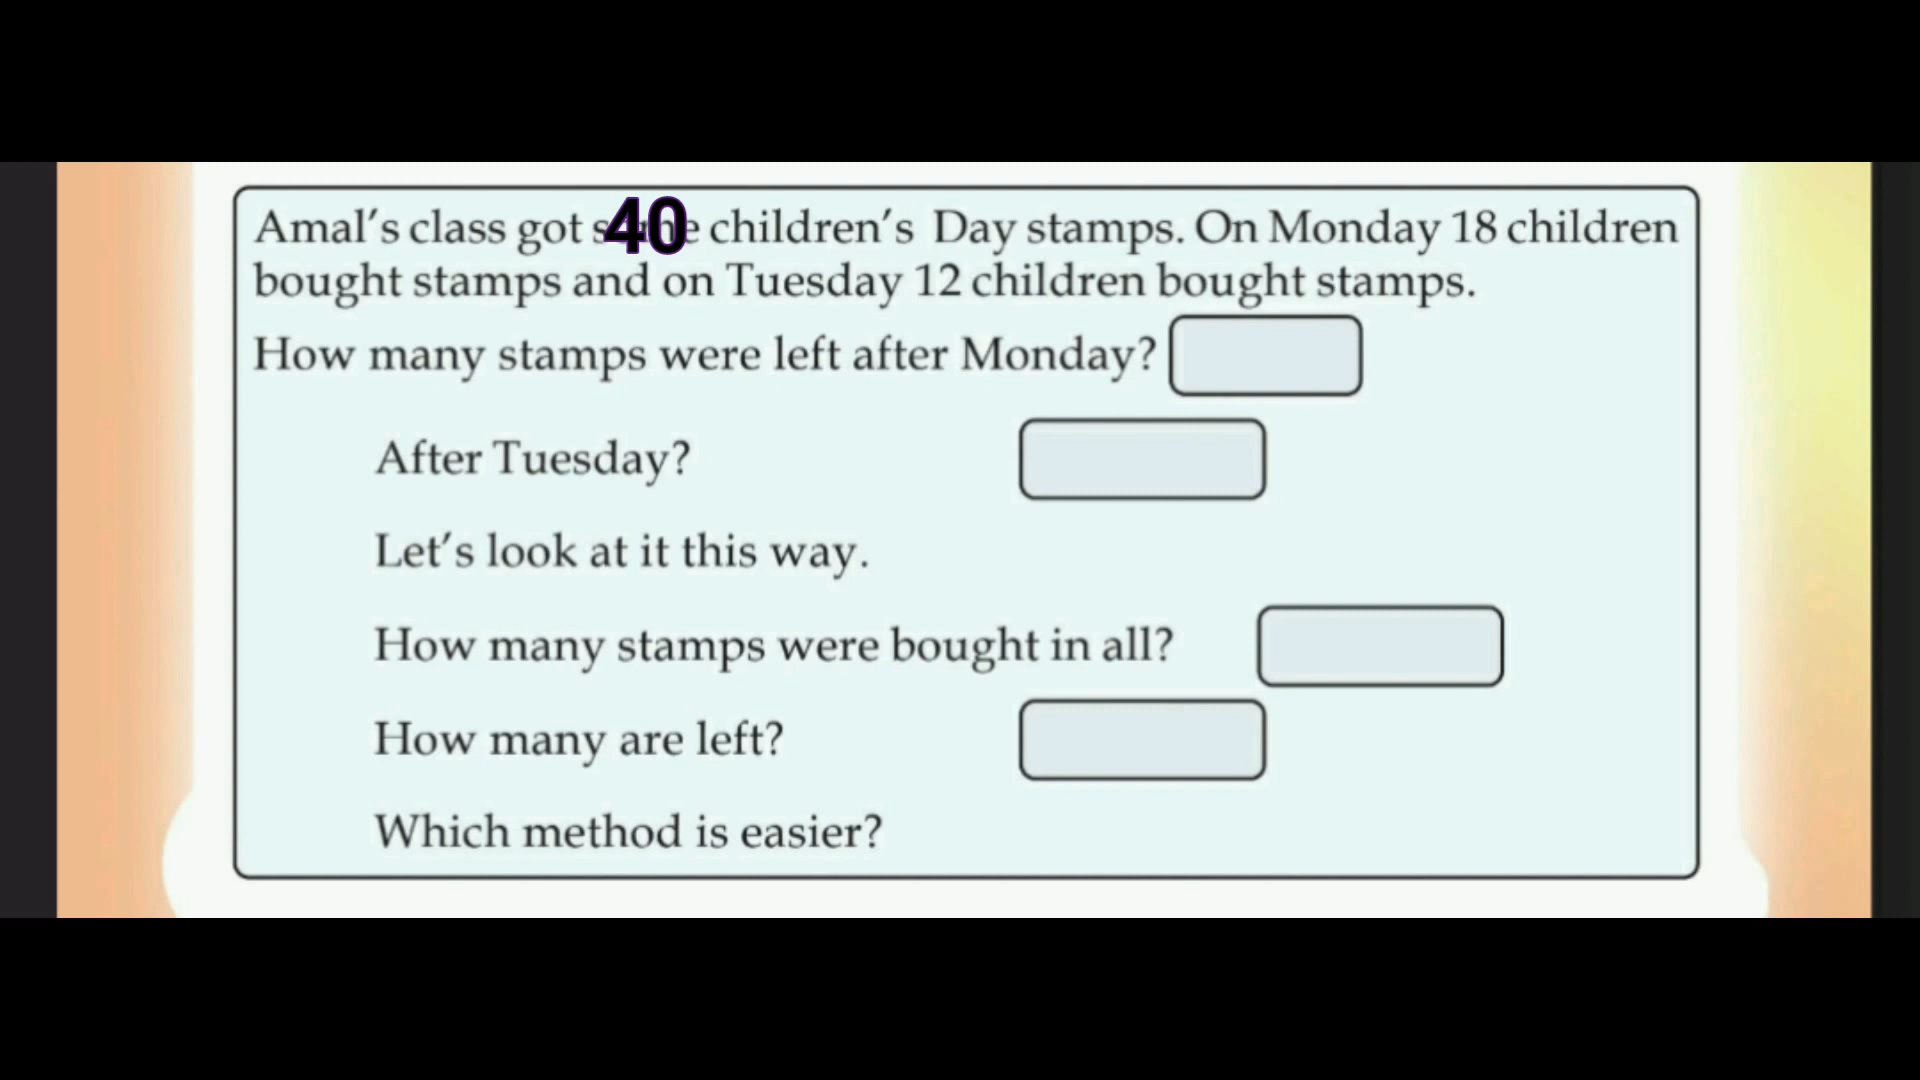 Amal's class got 40 children's Day stamps. On Monday 18 children
bought stamps and on Tuesday 12 children bought stamps.
How many stamps were left after Monday?
After Tuesday?
Let's look at it this way.
How many stamps were bought in all?
How many are left?
Which method is easier?